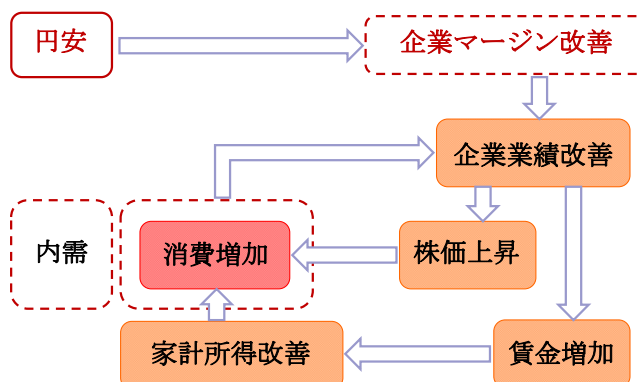 円安
企業マージン改善
企業業績改善
内需
消費増加
株価上昇
家計所得改善
賃金増加